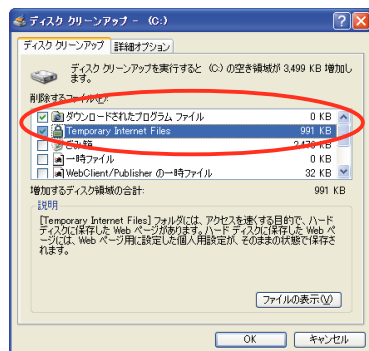 ディスク クリーンアップ - (C:)
ディスク クリーンアップ 詳細オプション
ディスク クリーンアップを実行すると (C:) の空き領域が 3,499 KB 増加し
ます。
削除するファイル(F):
ダウンロードされたプログラム ファイル 0 KB
Temporary Internet Files 991 KB
ごみ箱 2,476 KB
一時ファイル 0 KB
WebClient/Publisher の一時ファイル 32 KB
増加するディスク領域の合計: 991 KB
説明
[Temporary Internet Files] フォルダには、アクセスを速くする目的で、ハード
ディスクに保存した Web ページがあります。ハード ディスクに保存した Web ペ
ージには、Web ページ用に設定した個人用設定が、そのままの状態で保存さ
れます。
ファイルの表示(V)
OK キャンセル